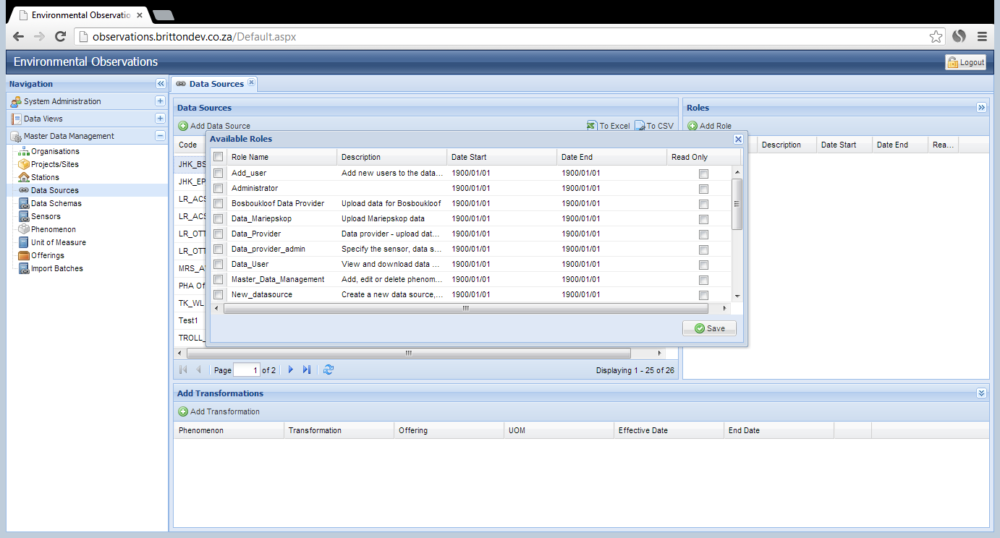 Environmental Observatio
observations.brittondev.co.za/Default.aspx
Environmental Observations
Logout
Navigation
System Administration
Data Views
Master Data Management
Organisations
Projects/Sites
Stations
Data Sources
Data Schemas
Sensors
Phenomenon
Unit of Measure
Offerings
Import Batches
Data Sources
Data Sources
Add Data Source
To Excel
To CSV
Code
JHK_BS
JHK_EP
LR_ACS
LR_ACS
LR_OTT
LR_OTT
MRS_A
PHA Of
TK_WL
Test1
TROLL_
Page 1 of 2
Displaying 1 - 25 of 26
Available Roles
Role Name Description Date Start Date End Read Only
Add_user Add new users to the data... 1900/01/01 1900/01/01
Administrator 1900/01/01 1900/01/01
Bosboukloof Data Provider Upload data for Bosboukloof 1900/01/01 1900/01/01
Data_Mariepskop Upload Mariepskop data 1900/01/01 1900/01/01
Data_Provider Data provider - upload dat... 1900/01/01 1900/01/01
Data_provider_admin Specify the sensor, data s... 1900/01/01 1900/01/01
Data_User View and download data ... 1900/01/01 1900/01/01
Master_Data_Management Add, edit or delete phenom... 1900/01/01 1900/01/01
New_datasource Create a new data source,... 1900/01/01 1900/01/01
Save
Roles
Add Role
Description Date Start Date End Rea...
Add Transformations
Add Transformation
Phenomenon Transformation Offering UOM Effective Date End Date